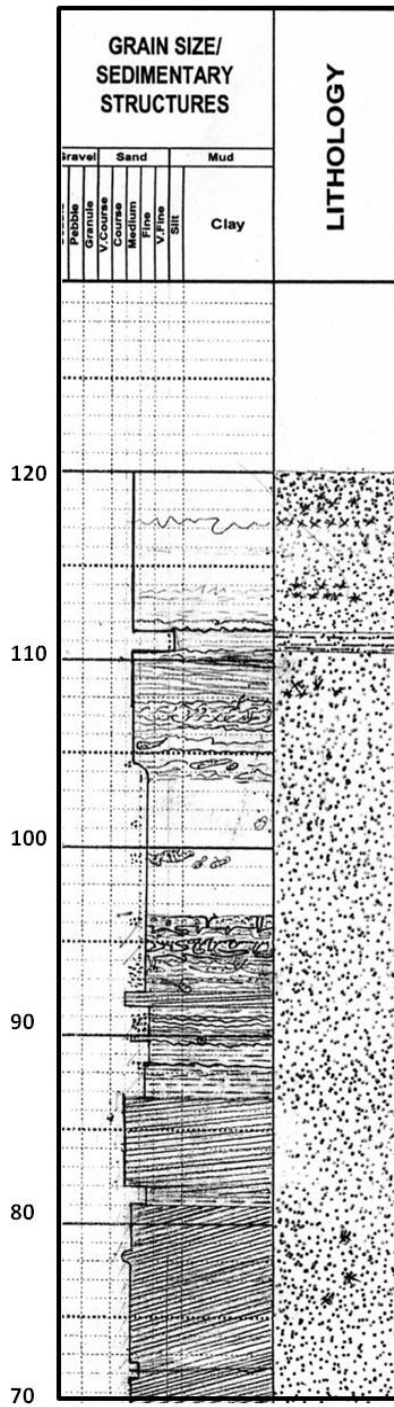 GRAIN SIZE/
SEDIMENTARY
STRUCTURES
LITHOLOGY
Gravel
Sand
Mud
Pebble
Granule
V.Course
Course
Medium
Fine
V.Fine
Silt
Clay
120
110
100
90
80
70